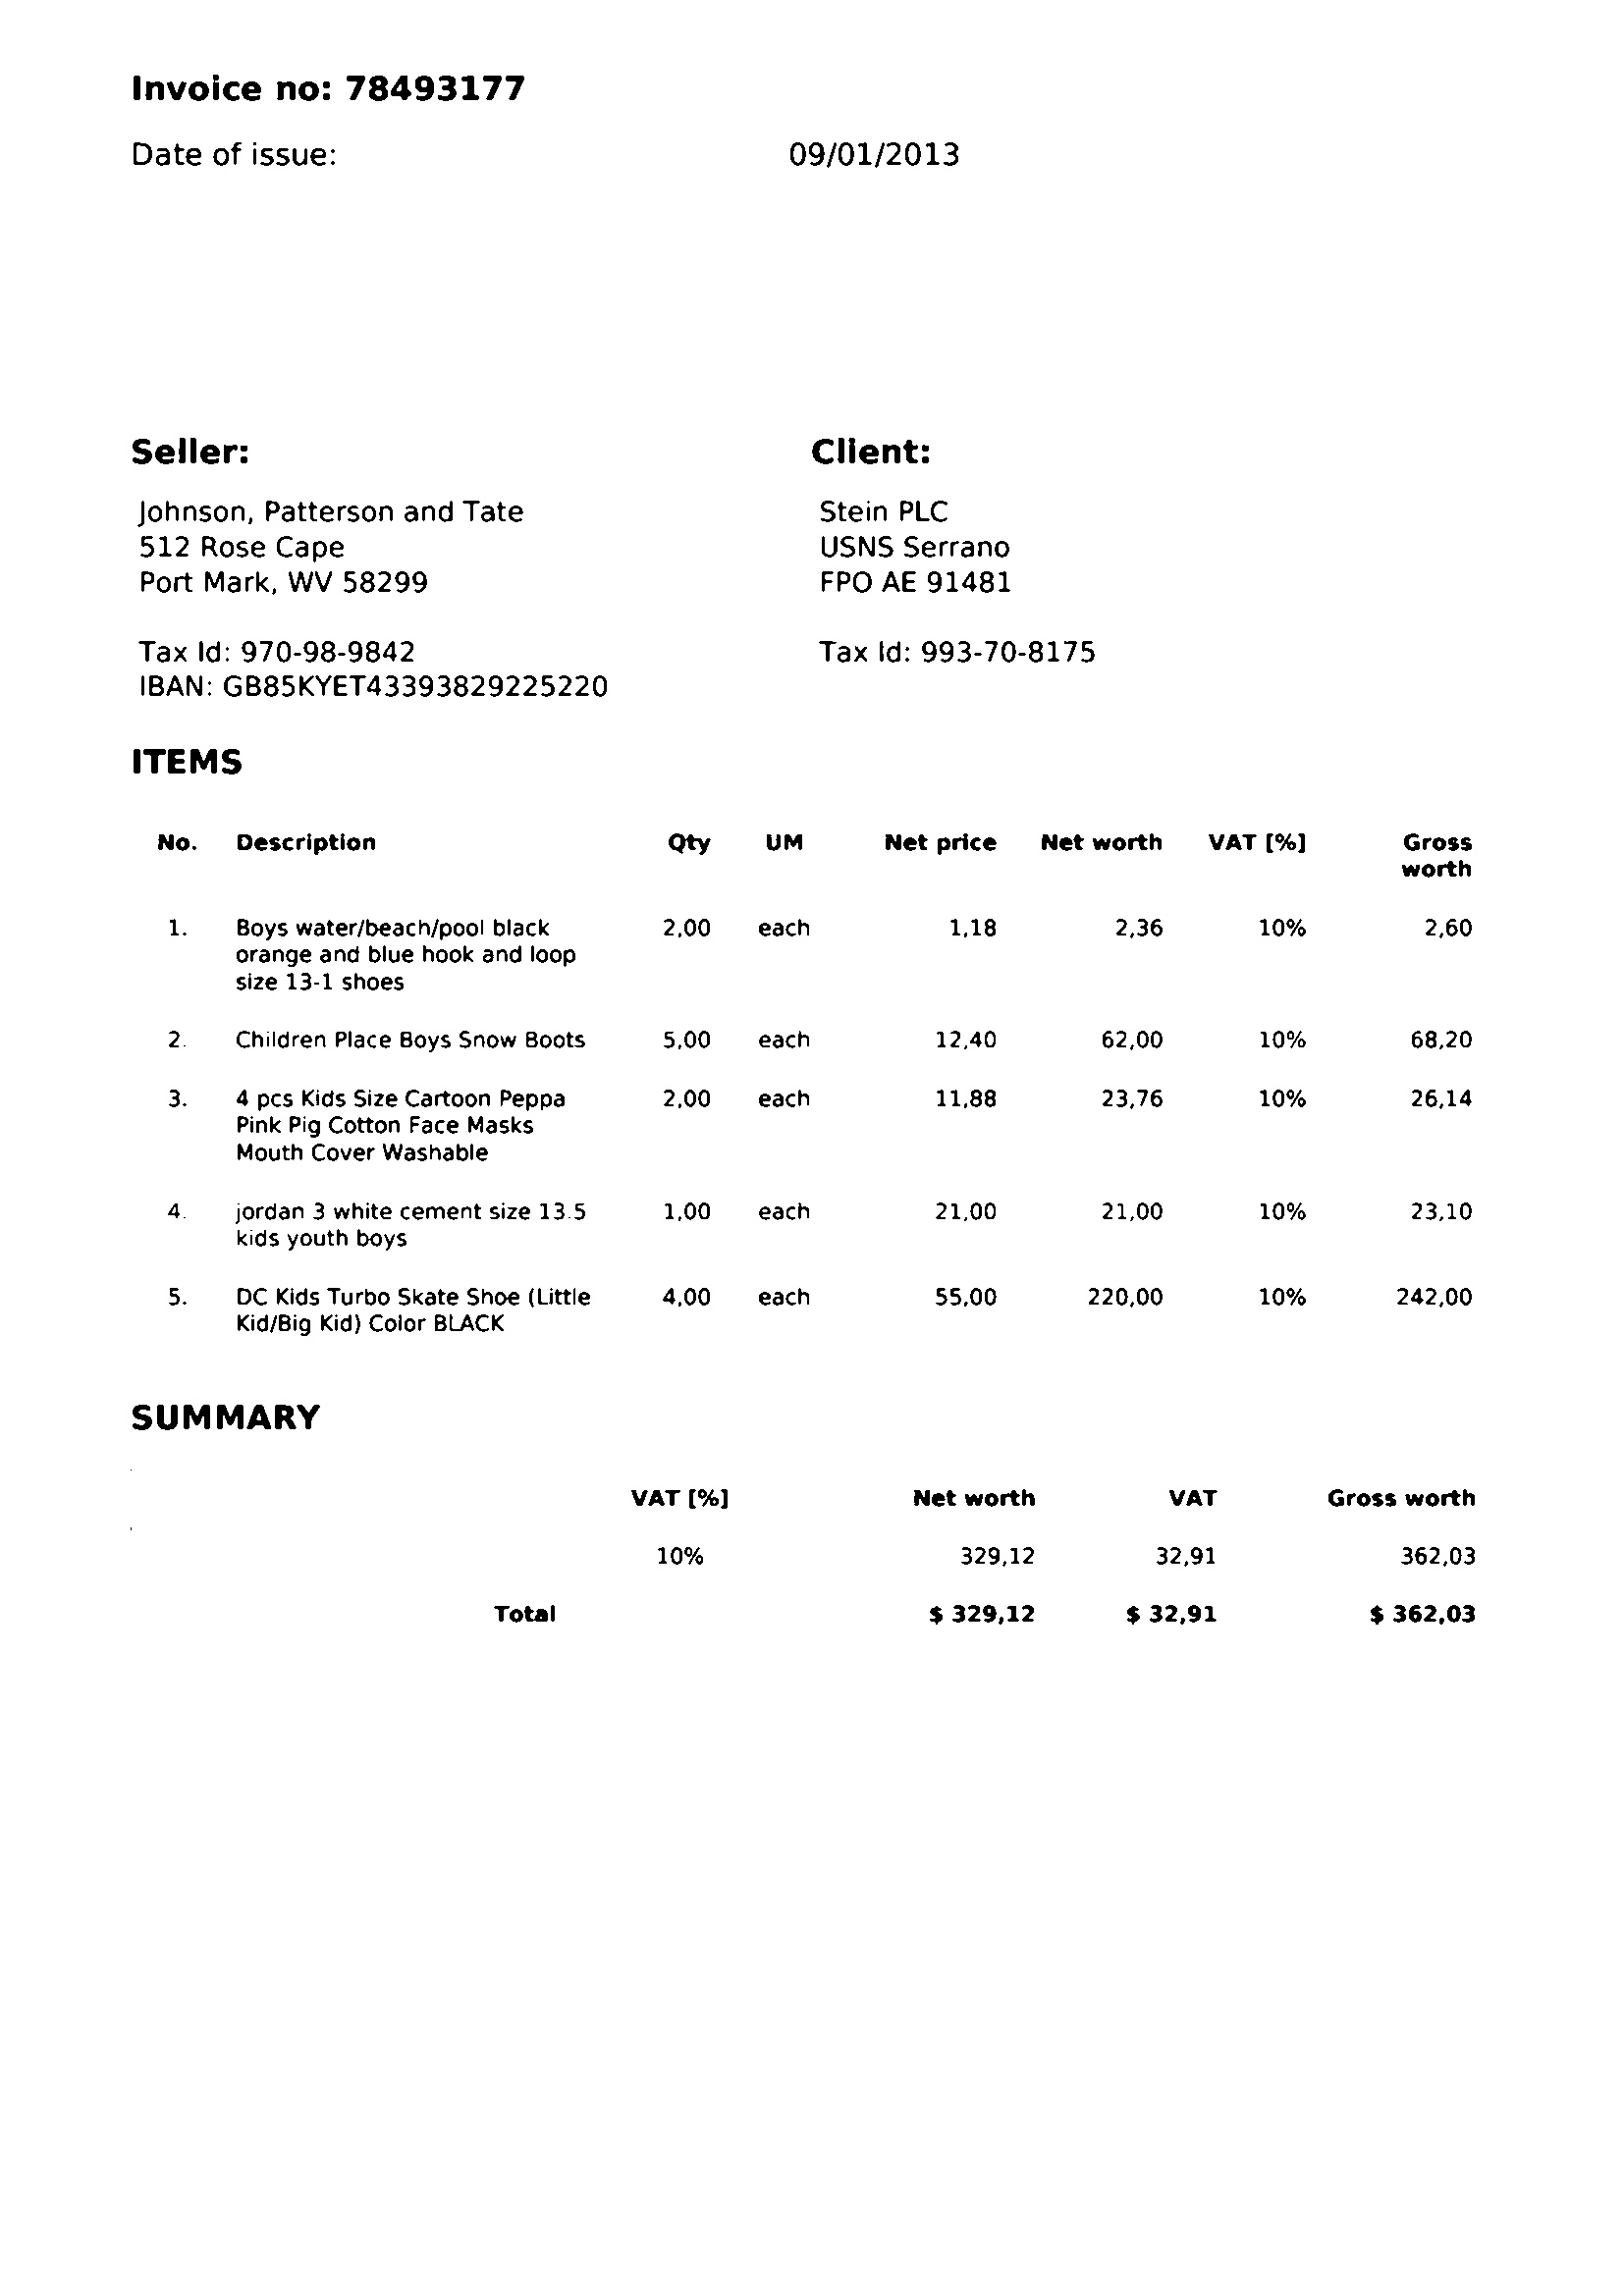 Invoice no: 78493177
Date of issue: 09/01/2013
Seller: Client:
Johnson, Patterson and Tate Stein PLC
512 Rose Cape USNS Serrano
Port Mark, WV 58299 FPO AE 91481
Tax Id: 970-98-9842 Tax Id: 993-70-8175
IBAN: GB85KYET43393829225220
ITEMS
No. Description Qty UM Net price Net worth VAT [%] Gross
worth
1. Boys water/beach/pool black 2,00 each 1,18 2,36 10% 2,60
orange and blue hook and loop
size 13-1 shoes
2. Children Place Boys Snow Boots 5,00 each 12,40 62,00 10% 68,20
3. 4 pcs Kids Size Cartoon Peppa 2,00 each 11,88 23,76 10% 26,14
Pink Pig Cotton Face Masks
Mouth Cover Washable
4. jordan 3 white cement size 13.5 1,00 each 21,00 21,00 10% 23,10
kids youth boys
5. DC Kids Turbo Skate Shoe (Little 4,00 each 55,00 220,00 10% 242,00
Kid/Big Kid) Color BLACK
SUMMARY
VAT [%] Net worth VAT Gross worth
10% 329,12 32,91 362,03
Total $ 329,12 $ 32,91 $ 362,03